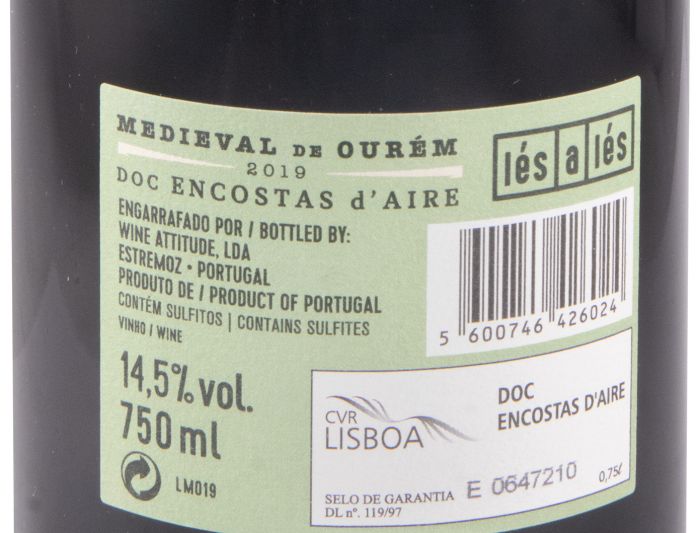 MEDIEVAL DE OURÉM
2019
DOC ENCOSTAS d'AIRE
lés a lés
ENGARRAFADO POR / BOTTLED BY:
WINE ATTITUDE, LDA
ESTREMOZ • PORTUGAL
PRODUTO DE / PRODUCT OF PORTUGAL
CONTÉM SULFITOS | CONTAINS SULFITES
VINHO / WINE
5 600746 426024
14,5% vol.
750 ml
LM019
CVR
LISBOA
DOC
ENCOSTAS D'AIRE
E 0647210
0,75ℓ
SELO DE GARANTIA
DL nº. 119/97